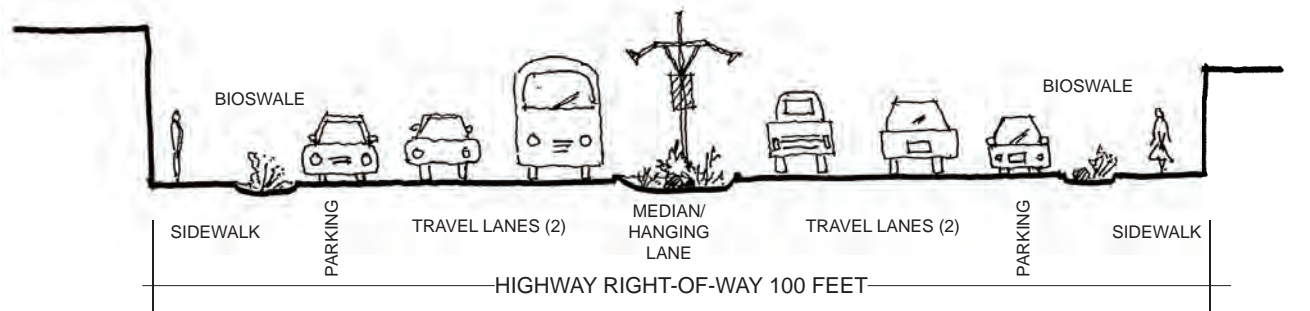 BIOSWALE
BIOSWALE
SIDEWALK
PARKING
TRAVEL LANES (2)
MEDIAN/
HANGING
LANE
TRAVEL LANES (2)
PARKING
SIDEWALK
HIGHWAY RIGHT-OF-WAY 100 FEET